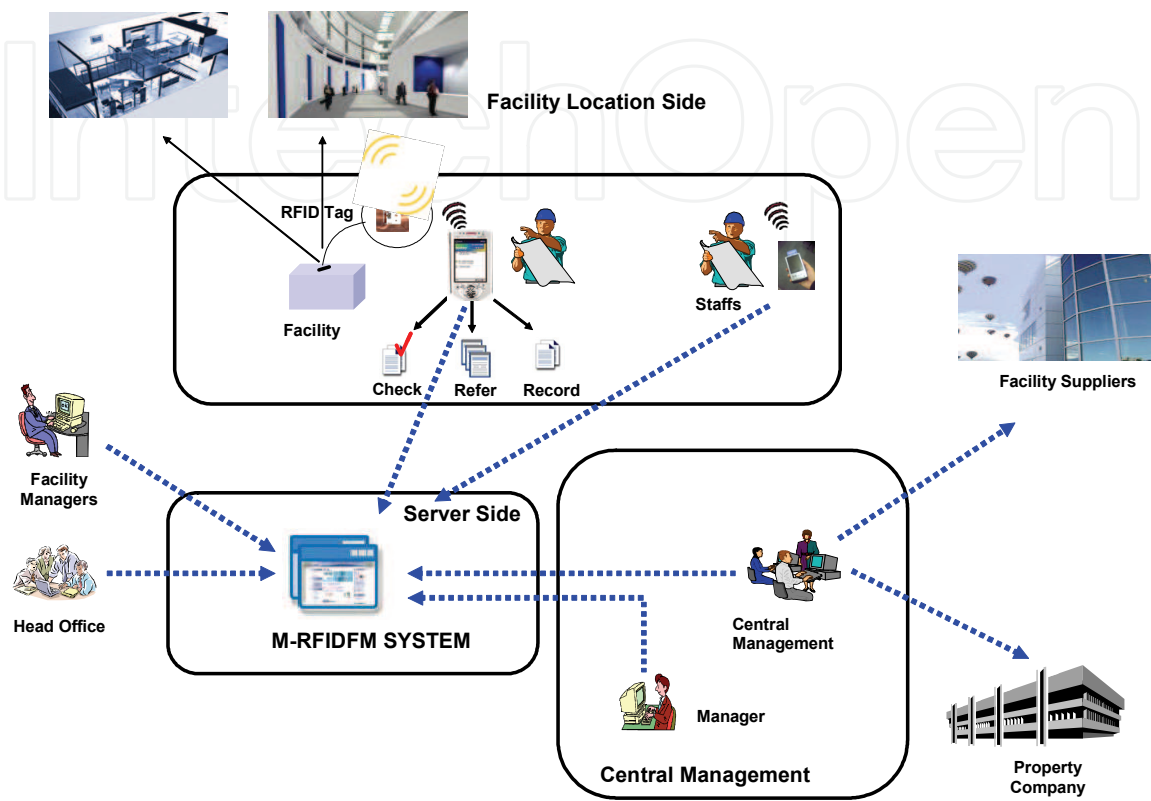 IntechOpen
Facility Location Side
RFID Tag
Facility
Staffs
Check
Refer
Record
Facility Suppliers
Facility
Managers
Server Side
Head Office
M-RFIDFM SYSTEM
Central
Management
Manager
Central Management
Property
Company